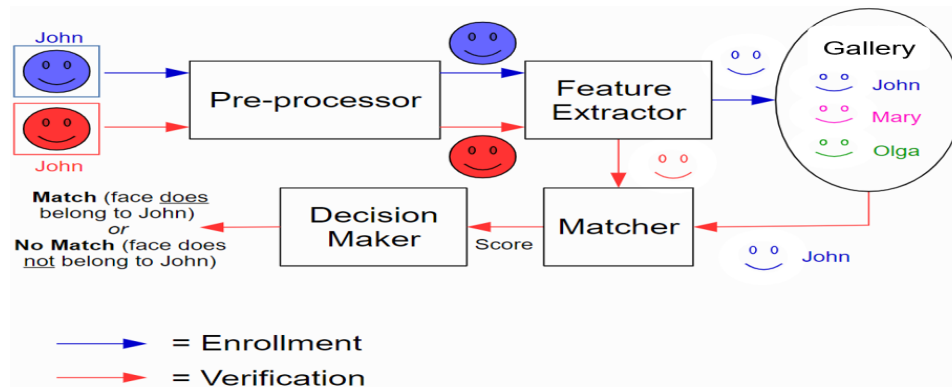 John
Pre-processor
Feature
Extractor
Gallery
John
Mary
Olga
John
Match (face does
belong to John)
or
No Match (face does
not belong to John)
Decision
Maker
Score
Matcher
John
= Enrollment
= Verification